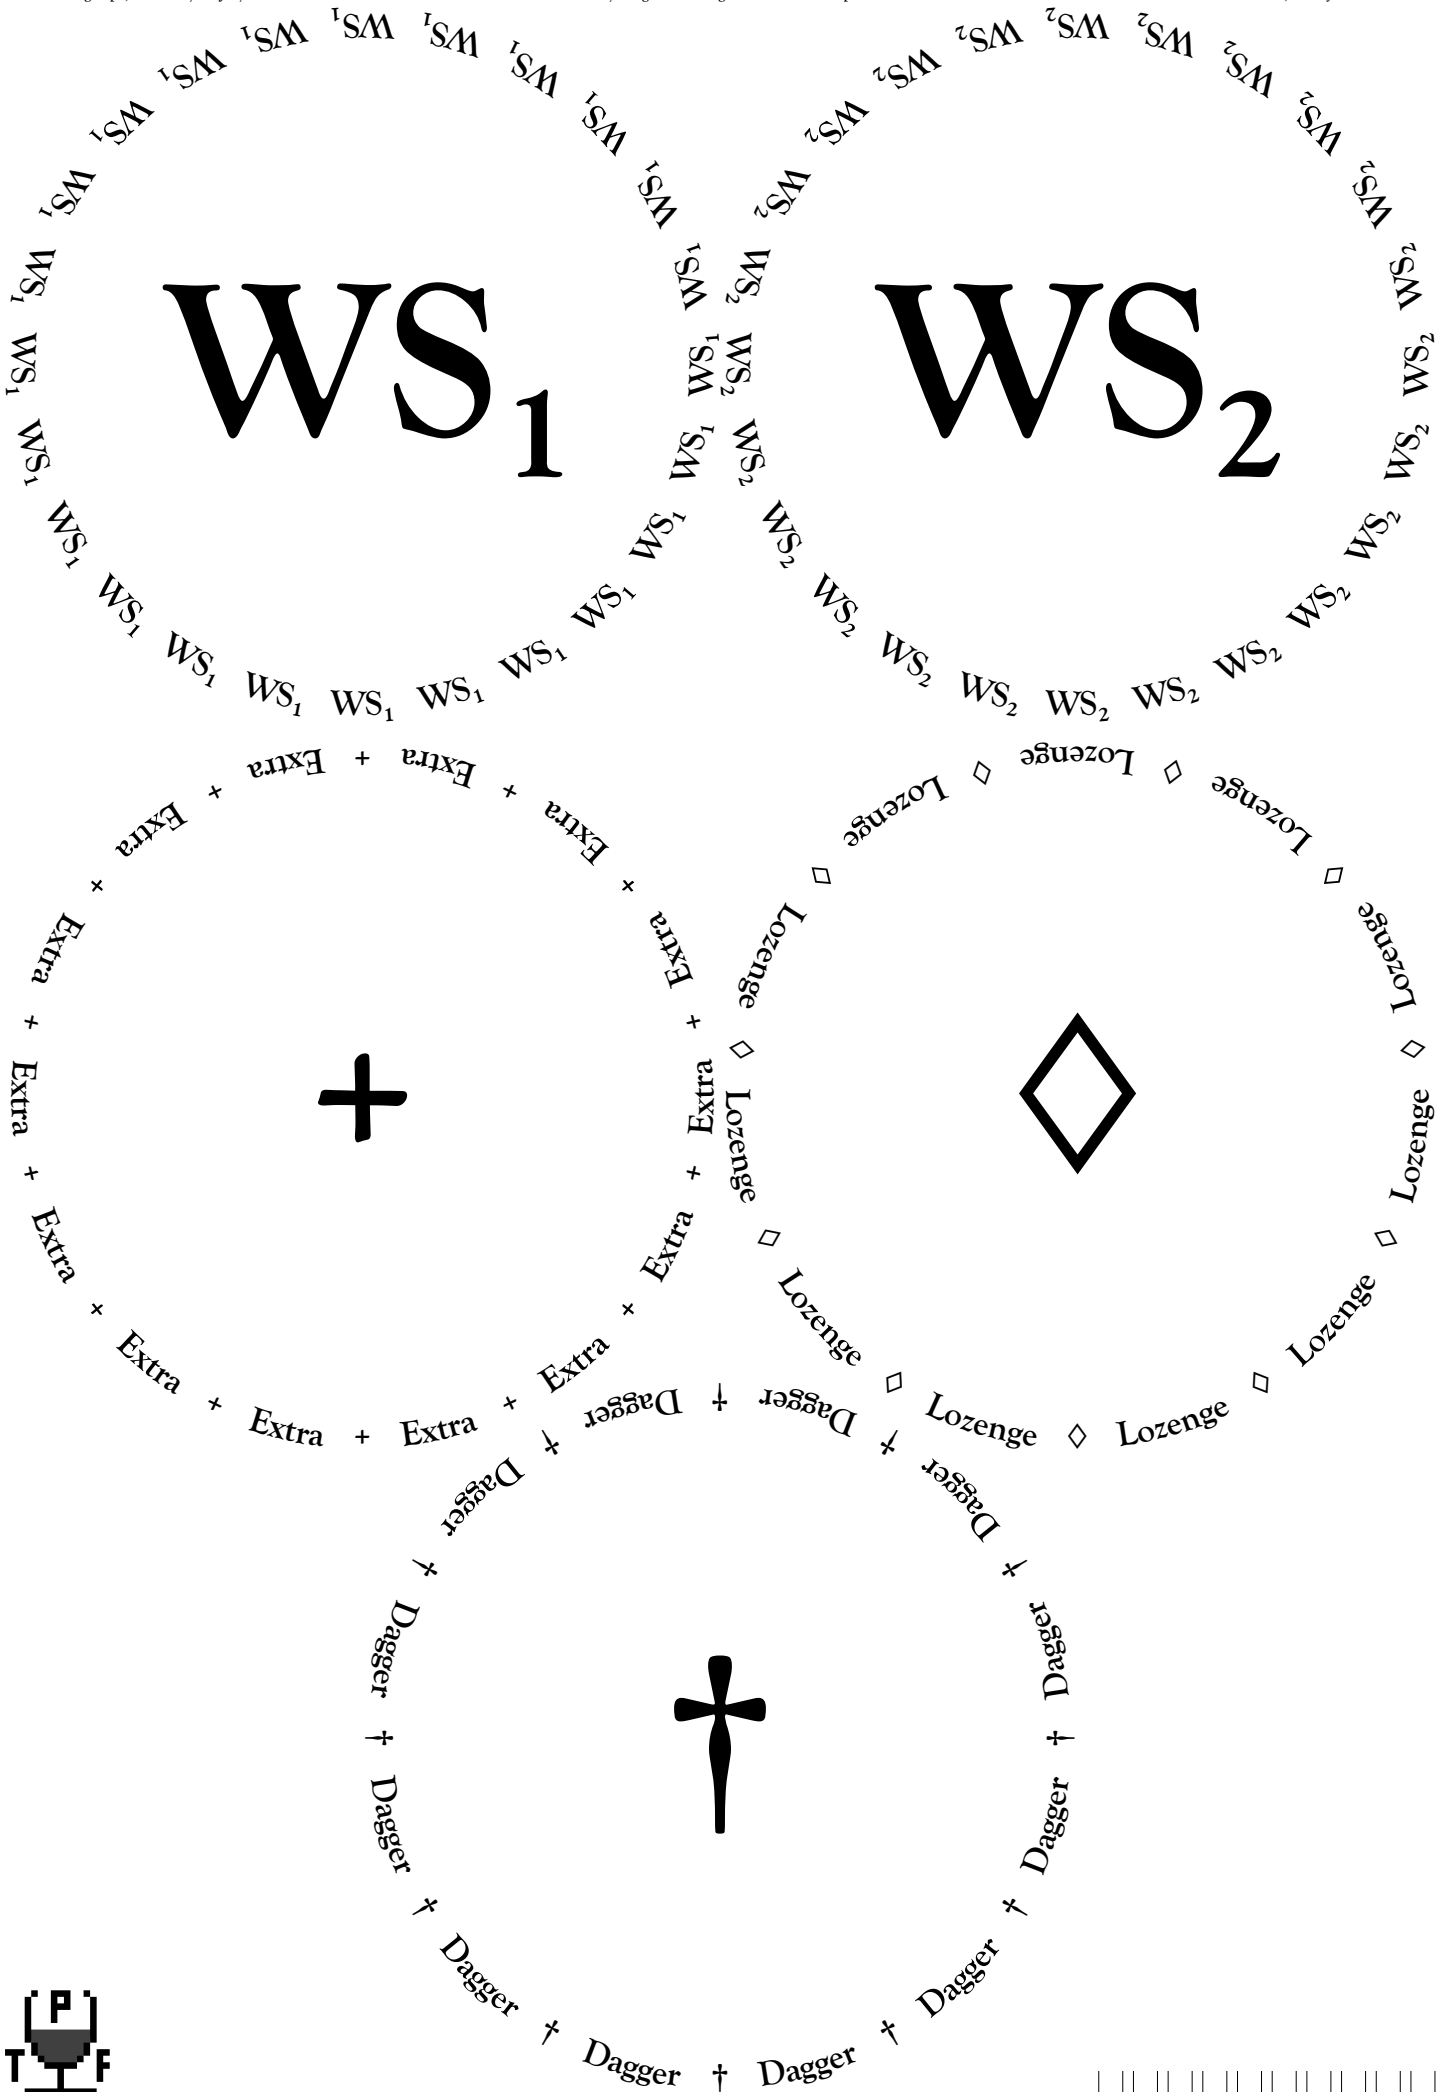 WS₁ WS₁ WS₁ WS₁ WS₁ WS₁ WS₁ WS₁ WS₁ WS₁ WS₁ WS₁ WS₁ WS₁ WS₁ WS₁ WS₁ WS₁ WS₁ WS₁ WS₁ WS₁ WS₁ WS₁
WS₁
WS₂ WS₂ WS₂ WS₂ WS₂ WS₂ WS₂ WS₂ WS₂ WS₂ WS₂ WS₂ WS₂ WS₂ WS₂ WS₂ WS₂ WS₂ WS₂ WS₂ WS₂ WS₂ WS₂ WS₂
WS₂
Extra + Extra + Extra + Extra + Extra + Extra + Extra + Extra + Extra + Extra + Extra + Extra + Extra + Extra +
+
Lozenge ◊ Lozenge ◊ Lozenge ◊ Lozenge ◊ Lozenge ◊ Lozenge ◊ Lozenge ◊ Lozenge ◊ Lozenge ◊ Lozenge ◊ Lozenge ◊
◊
Dagger † Dagger † Dagger † Dagger † Dagger † Dagger † Dagger † Dagger † Dagger † Dagger † Dagger † Dagger †
†
P
T F